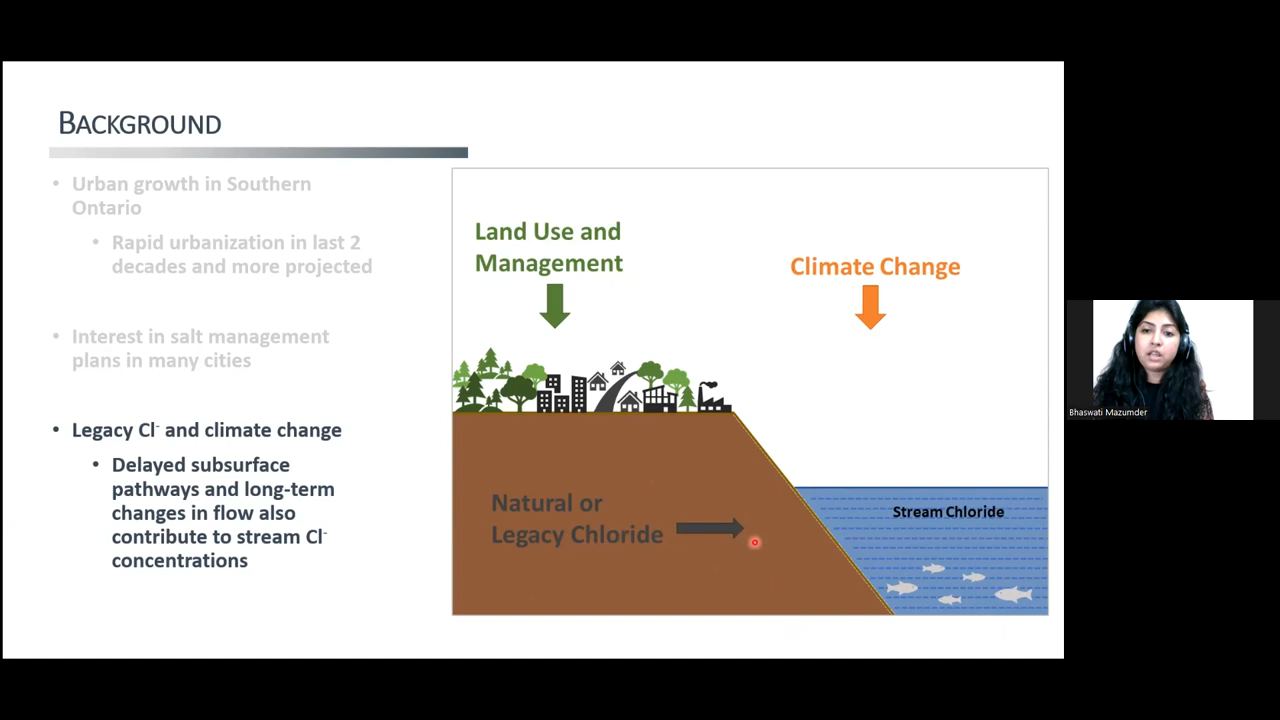 BACKGROUND
• Urban growth in Southern
Ontario
• Rapid urbanization in last 2
decades and more projected
• Interest in salt management
plans in many cities
• Legacy Cl⁻ and climate change
• Delayed subsurface
pathways and long-term
changes in flow also
contribute to stream Cl⁻
concentrations
Land Use and
Management
Climate Change
Natural or
Legacy Chloride
Stream Chloride
Bhaswati Mazumder